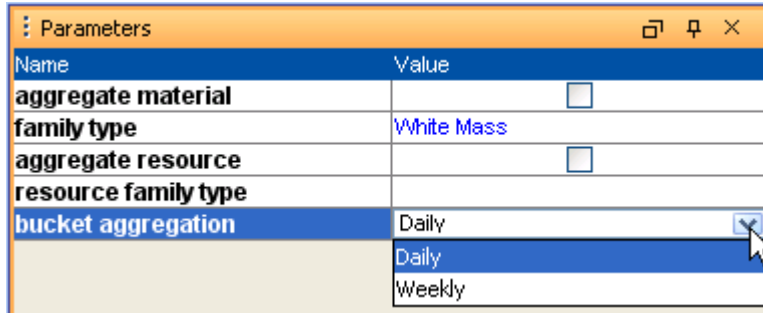 Parameters
Name Value
aggregate material
family type White Mass
aggregate resource
resource family type
bucket aggregation Daily
Daily
Weekly